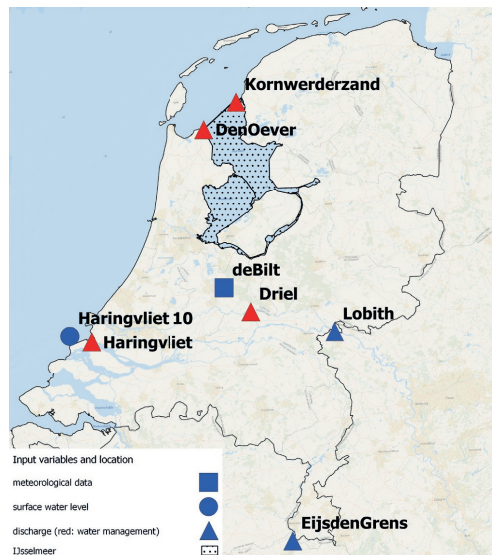 Kornwerderzand
DenOever
deBilt
Driel
Lobith
Haringvliet 10
Haringvliet
EijsdenGrens
Input variables and location
meteorological data
surface water level
discharge (red: water management)
IJsselmeer